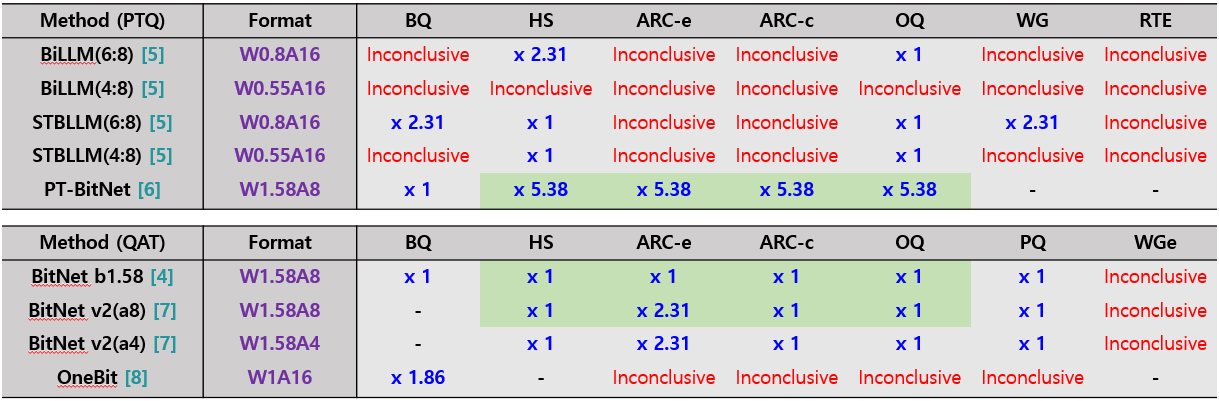 Method (PTQ) Format BQ HS ARC-e ARC-c OQ WG RTE
BiLLM(6:8) [5] W0.8A16 Inconclusive x 2.31 Inconclusive Inconclusive x 1 Inconclusive Inconclusive
BiLLM(4:8) [5] W0.55A16 Inconclusive Inconclusive Inconclusive Inconclusive Inconclusive Inconclusive Inconclusive
STBLLM(6:8) [5] W0.8A16 x 2.31 x 1 Inconclusive Inconclusive x 1 x 2.31 Inconclusive
STBLLM(4:8) [5] W0.55A16 Inconclusive x 1 Inconclusive Inconclusive x 1 Inconclusive Inconclusive
PT-BitNet [6] W1.58A8 x 1 x 5.38 x 5.38 x 5.38 x 5.38 - -
Method (QAT) Format BQ HS ARC-e ARC-c OQ PQ WGe
BitNet b1.58 [4] W1.58A8 x 1 x 1 x 1 x 1 x 1 x 1 Inconclusive
BitNet v2(a8) [7] W1.58A8 - x 1 x 2.31 x 1 x 1 x 1 Inconclusive
BitNet v2(a4) [7] W1.58A4 - x 1 x 2.31 x 1 x 1 x 1 Inconclusive
OneBit [8] W1A16 x 1.86 - Inconclusive Inconclusive Inconclusive Inconclusive -